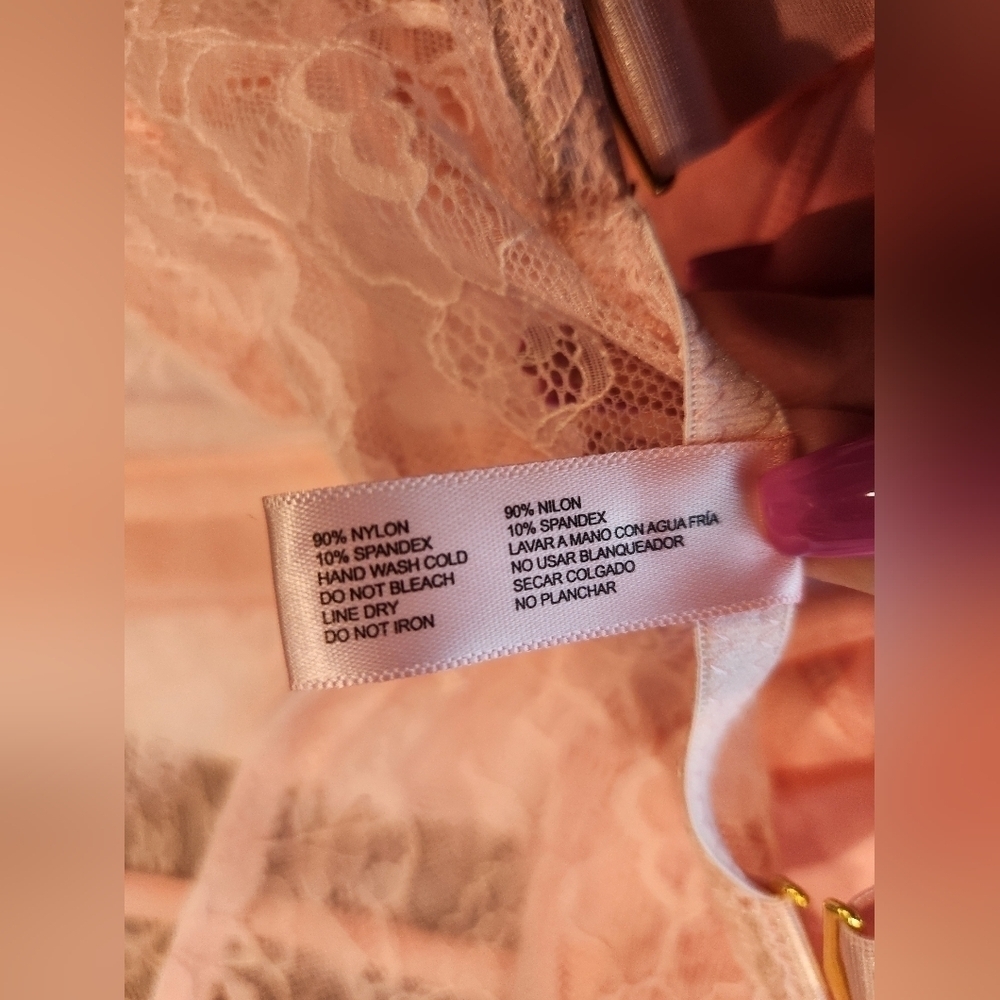 90% NYLON
10% SPANDEX
HAND WASH COLD
DO NOT BLEACH
LINE DRY
DO NOT IRON
90% NILON
10% SPANDEX
LAVAR A MANO CON AGUA FRÍA
NO USAR BLANQUEADOR
SECAR COLGADO
NO PLANCHAR